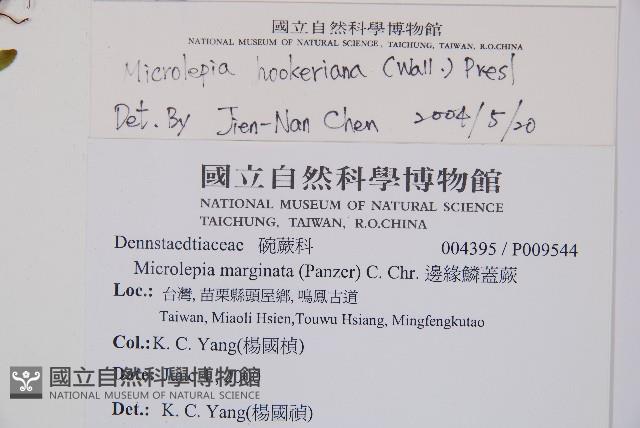 國立自然科學博物館
NATIONAL MUSEUM OF NATURAL SCIENCE, TAICHUNG, TAIWAN, R.O.CHINA
Microlepia hookeriana (Wall.) Presl
Det. By Jien-Nan Chen 2004/5/20
國立自然科學博物館
NATIONAL MUSEUM OF NATURAL SCIENCE
TAICHUNG, TAIWAN, R.O.CHINA
Dennstaedtiaceae 碗蕨科 004395 / P009544
Microlepia marginata (Panzer) C. Chr. 邊緣鱗蓋蕨
Loc.: 台灣, 苗栗縣頭屋鄉, 鳴鳳古道
Taiwan, Miaoli Hsien,Touwu Hsiang, Mingfengkutao
Col.: K. C. Yang(楊國禎)
Date:
國立自然科學博物館
NATIONAL MUSEUM OF NATURAL SCIENCE
Det.: K. C. Yang(楊國禎)